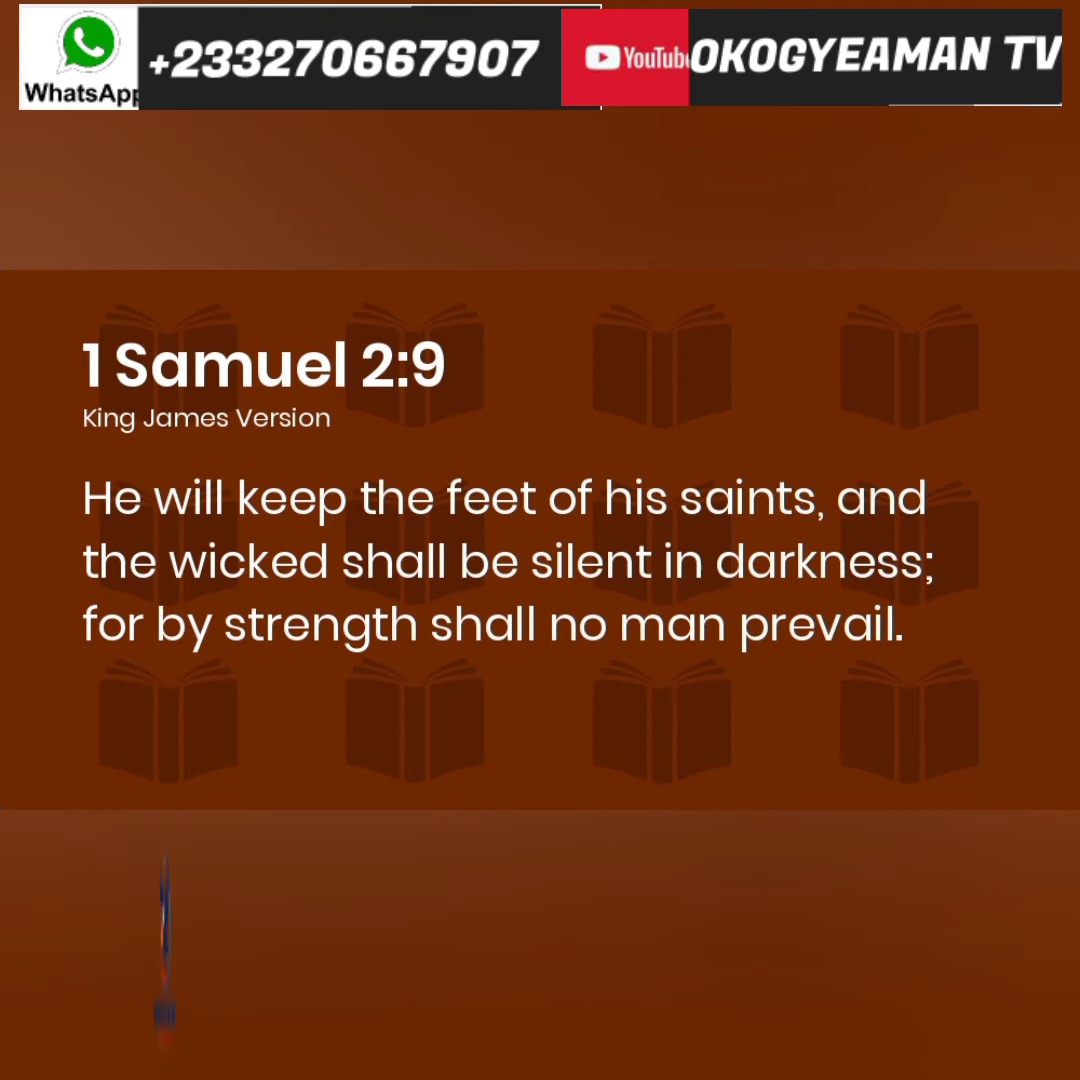 WhatsApp +233270667907 YouTube OKOGYEAMAN TV
1 Samuel 2:9
King James Version
He will keep the feet of his saints, and
the wicked shall be silent in darkness;
for by strength shall no man prevail.